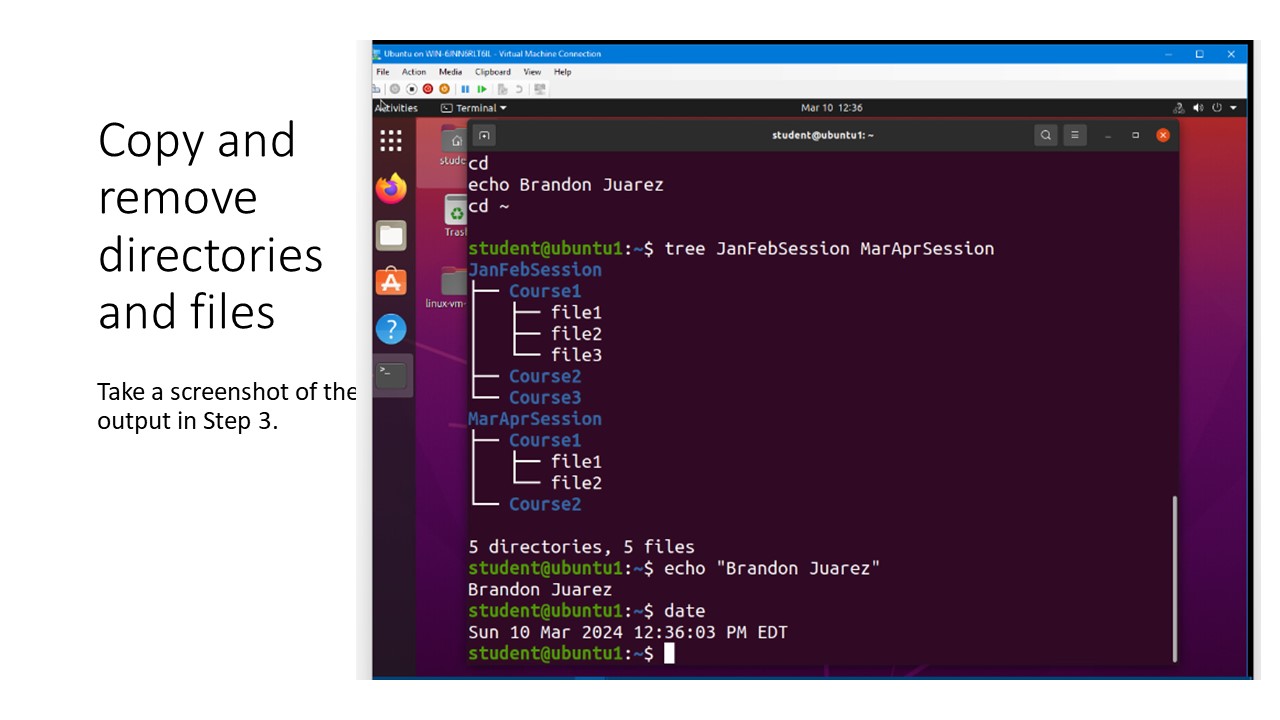 Copy and
remove
directories
and files
Take a screenshot of the
output in Step 3.
Ubuntu on WIN-6JNN6RLT6IL - Virtual Machine Connection
File Action Media Clipboard View Help
Activities Terminal Mar 10 12:36
student@ubuntu1: ~
stude
Tras
linux-vm-
cd
echo Brandon Juarez
cd ~
student@ubuntu1:~$ tree JanFebSession MarAprSession
JanFebSession
├── Course1
│   ├── file1
│   ├── file2
│   └── file3
├── Course2
└── Course3
MarAprSession
├── Course1
│   ├── file1
│   └── file2
└── Course2
5 directories, 5 files
student@ubuntu1:~$ echo "Brandon Juarez"
Brandon Juarez
student@ubuntu1:~$ date
Sun 10 Mar 2024 12:36:03 PM EDT
student@ubuntu1:~$